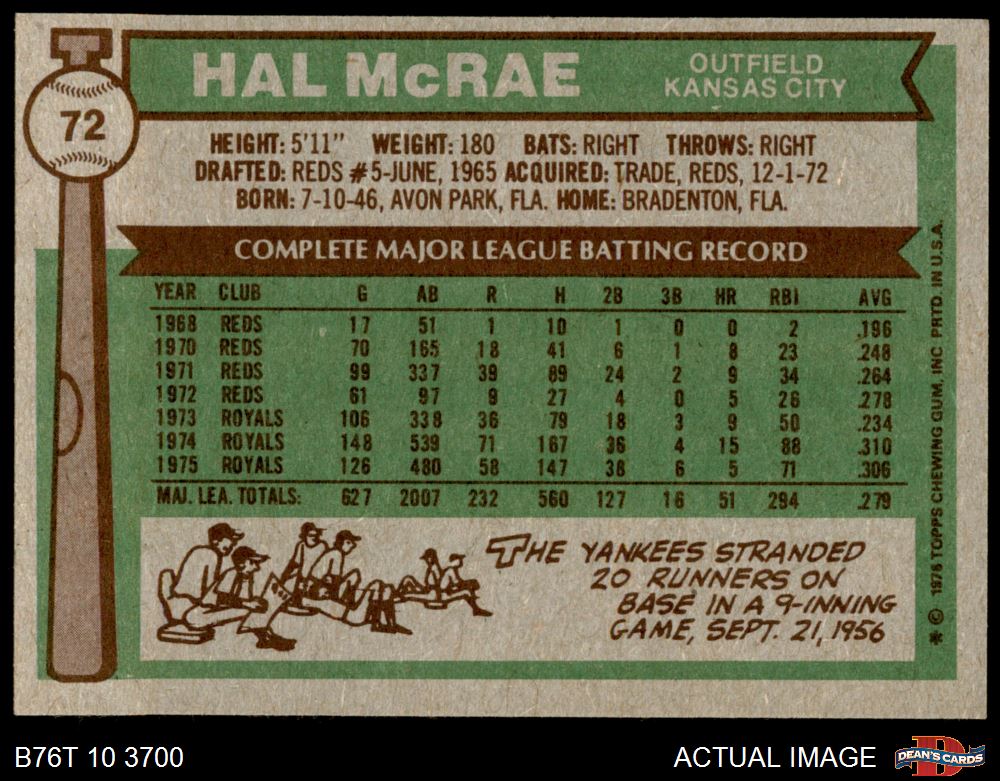 72
HAL McRAE
OUTFIELD
KANSAS CITY
HEIGHT: 5'11" WEIGHT: 180 BATS: RIGHT THROWS: RIGHT
DRAFTED: REDS #5-JUNE, 1965 ACQUIRED: TRADE, REDS, 12-1-72
BORN: 7-10-46, AVON PARK, FLA. HOME: BRADENTON, FLA.
COMPLETE MAJOR LEAGUE BATTING RECORD
YEAR CLUB G AB R H 2B 3B HR RBI AVG
1968 REDS 17 51 1 10 1 0 0 2 .196
1970 REDS 70 165 18 41 6 1 8 23 .248
1971 REDS 99 337 39 89 24 2 9 34 .264
1972 REDS 61 97 9 27 4 0 5 26 .278
1973 ROYALS 106 338 36 79 18 3 9 50 .234
1974 ROYALS 148 539 71 167 36 4 15 88 .310
1975 ROYALS 126 480 58 147 38 6 5 71 .306
MAJ. LEA. TOTALS: 627 2007 232 560 127 16 51 294 .279
THE YANKEES STRANDED
20 RUNNERS ON
BASE IN A 9-INNING
GAME, SEPT. 21, 1956
* © 1976 TOPPS CHEWING GUM, INC PRTD. IN U.S.A.
B76T 10 3700
ACTUAL IMAGE
D
DEAN'S CARDS